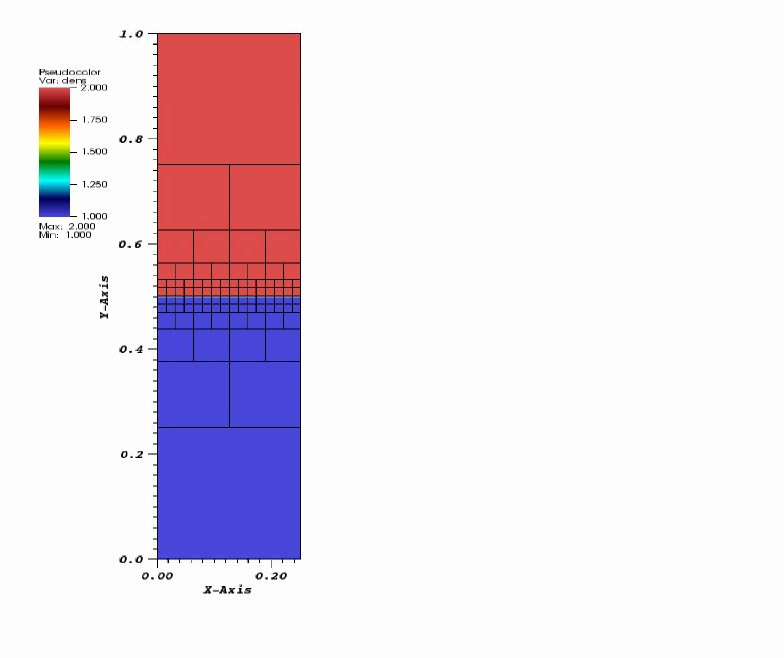 1.0
Pseudocolor
Var: dens
2.000
1.750
1.500
1.250
1.000
Max: 2.000
Min: 1.000
0.8
0.6
0.4
0.2
0.0
Y-Axis
0.00 0.20
X-Axis